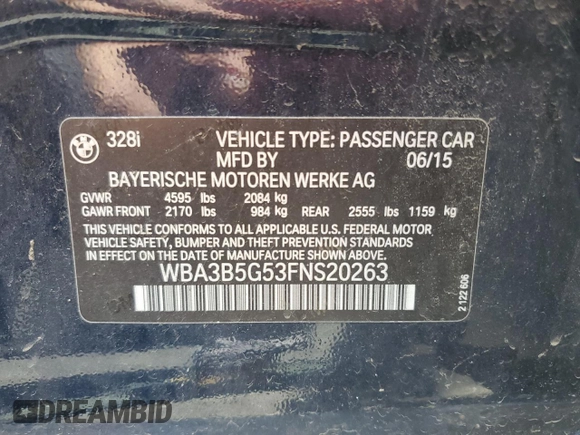 328i VEHICLE TYPE: PASSENGER CAR
MFD BY 06/15
BAYERISCHE MOTOREN WERKE AG
GVWR 4595 lbs 2084 kg
GAWR FRONT 2170 lbs 984 kg REAR 2555 lbs 1159 kg
THIS VEHICLE CONFORMS TO ALL APPLICABLE U.S. FEDERAL MOTOR
VEHICLE SAFETY, BUMPER AND THEFT PREVENTION STANDARDS
IN EFFECT ON THE DATE OF MANUFACTURE SHOWN ABOVE.
WBA3B5G53FNS20263
2 122 606
DREAMBID